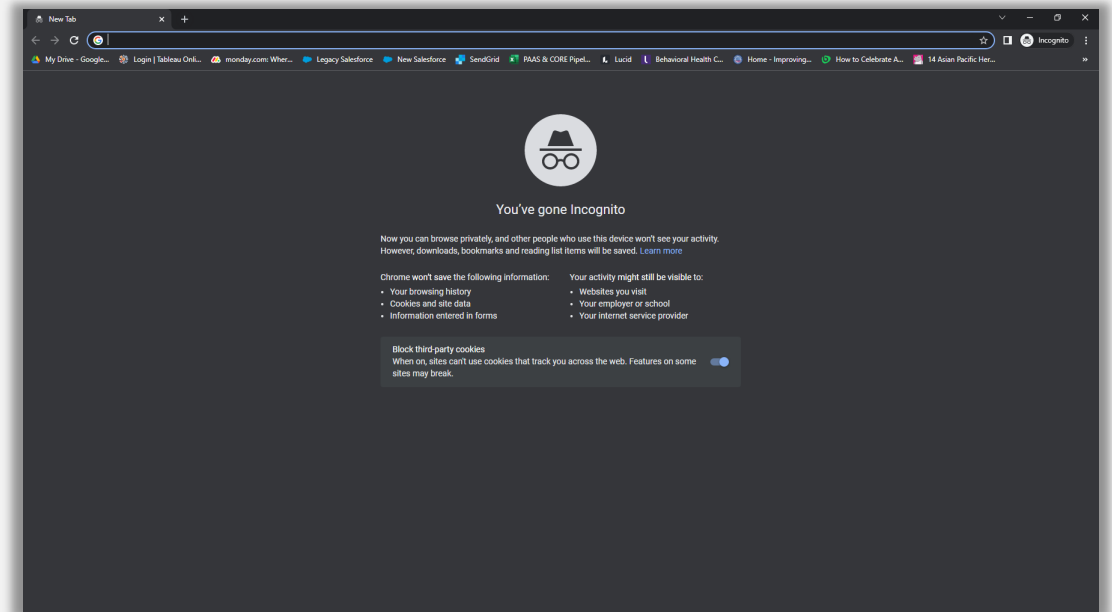 New Tab
Incognito
My Drive - Google... Login | Tableau Onli... monday.com: Wher... Legacy Salesforce New Salesforce SendGrid PAAS & CORE Pipel... Lucid Behavioral Health C... Home - Improving... How to Celebrate A... 14 Asian Pacific Her...
You've gone Incognito
Now you can browse privately, and other people who use this device won't see your activity.
However, downloads, bookmarks and reading list items will be saved. Learn more
Chrome won't save the following information:
• Your browsing history
• Cookies and site data
• Information entered in forms
Your activity might still be visible to:
• Websites you visit
• Your employer or school
• Your internet service provider
Block third-party cookies
When on, sites can't use cookies that track you across the web. Features on some
sites may break.